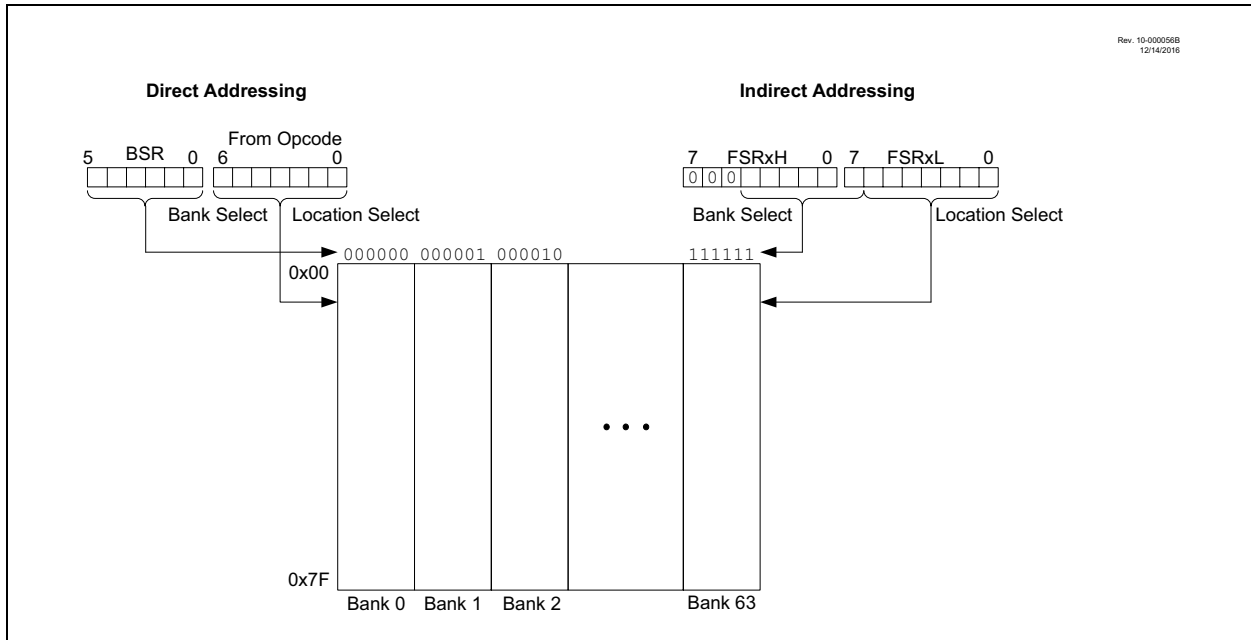 Rev. 10-000056B
12/14/2016
Direct Addressing
Indirect Addressing
From Opcode
5 BSR 0 6 0
7 FSRxH 0 7 FSRxL 0
0 0 0
Bank Select Location Select
Bank Select Location Select
000000 000001 000010 111111
0x00
• • •
0x7F
Bank 0 Bank 1 Bank 2 Bank 63